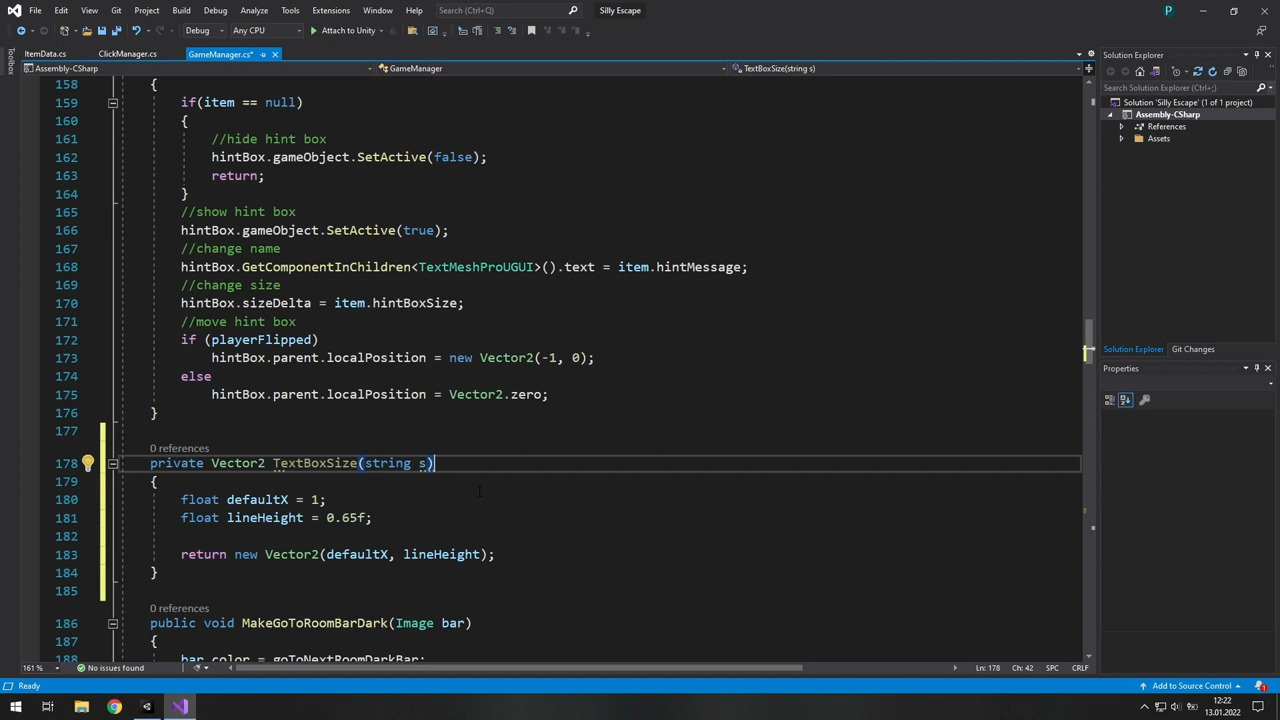 File Edit View Git Project Build Debug Analyze Tools Extensions Window Help Search (Ctrl+Q) Silly Escape P
Debug Any CPU Attach to Unity
ItemData.cs ClickManager.cs GameManager.cs*
Assembly-CSharp GameManager TextBoxSize(string s)
Toolbox
158 {
159 if(item == null)
160 {
161 //hide hint box
162 hintBox.gameObject.SetActive(false);
163 return;
164 }
165 //show hint box
166 hintBox.gameObject.SetActive(true);
167 //change name
168 hintBox.GetComponentInChildren<TextMeshProUGUI>().text = item.hintMessage;
169 //change size
170 hintBox.sizeDelta = item.hintBoxSize;
171 //move hint box
172 if (playerFlipped)
173 hintBox.parent.localPosition = new Vector2(-1, 0);
174 else
175 hintBox.parent.localPosition = Vector2.zero;
176 }
177
0 references
178 private Vector2 TextBoxSize(string s)
179 {
180 float defaultX = 1;
181 float lineHeight = 0.65f;
182
183 return new Vector2(defaultX, lineHeight);
184 }
185
0 references
186 public void MakeGoToRoomBarDark(Image bar)
187 {
188 bar.color = goToNextRoomDarkBar;
161 % No issues found Ln: 178 Ch: 42 SPC CRLF
Solution Explorer
Search Solution Explorer (Ctrl+;)
Solution 'Silly Escape' (1 of 1 project)
Assembly-CSharp
References
Assets
Solution Explorer Git Changes
Properties
Ready Add to Source Control 1
12:22
13.01.2022